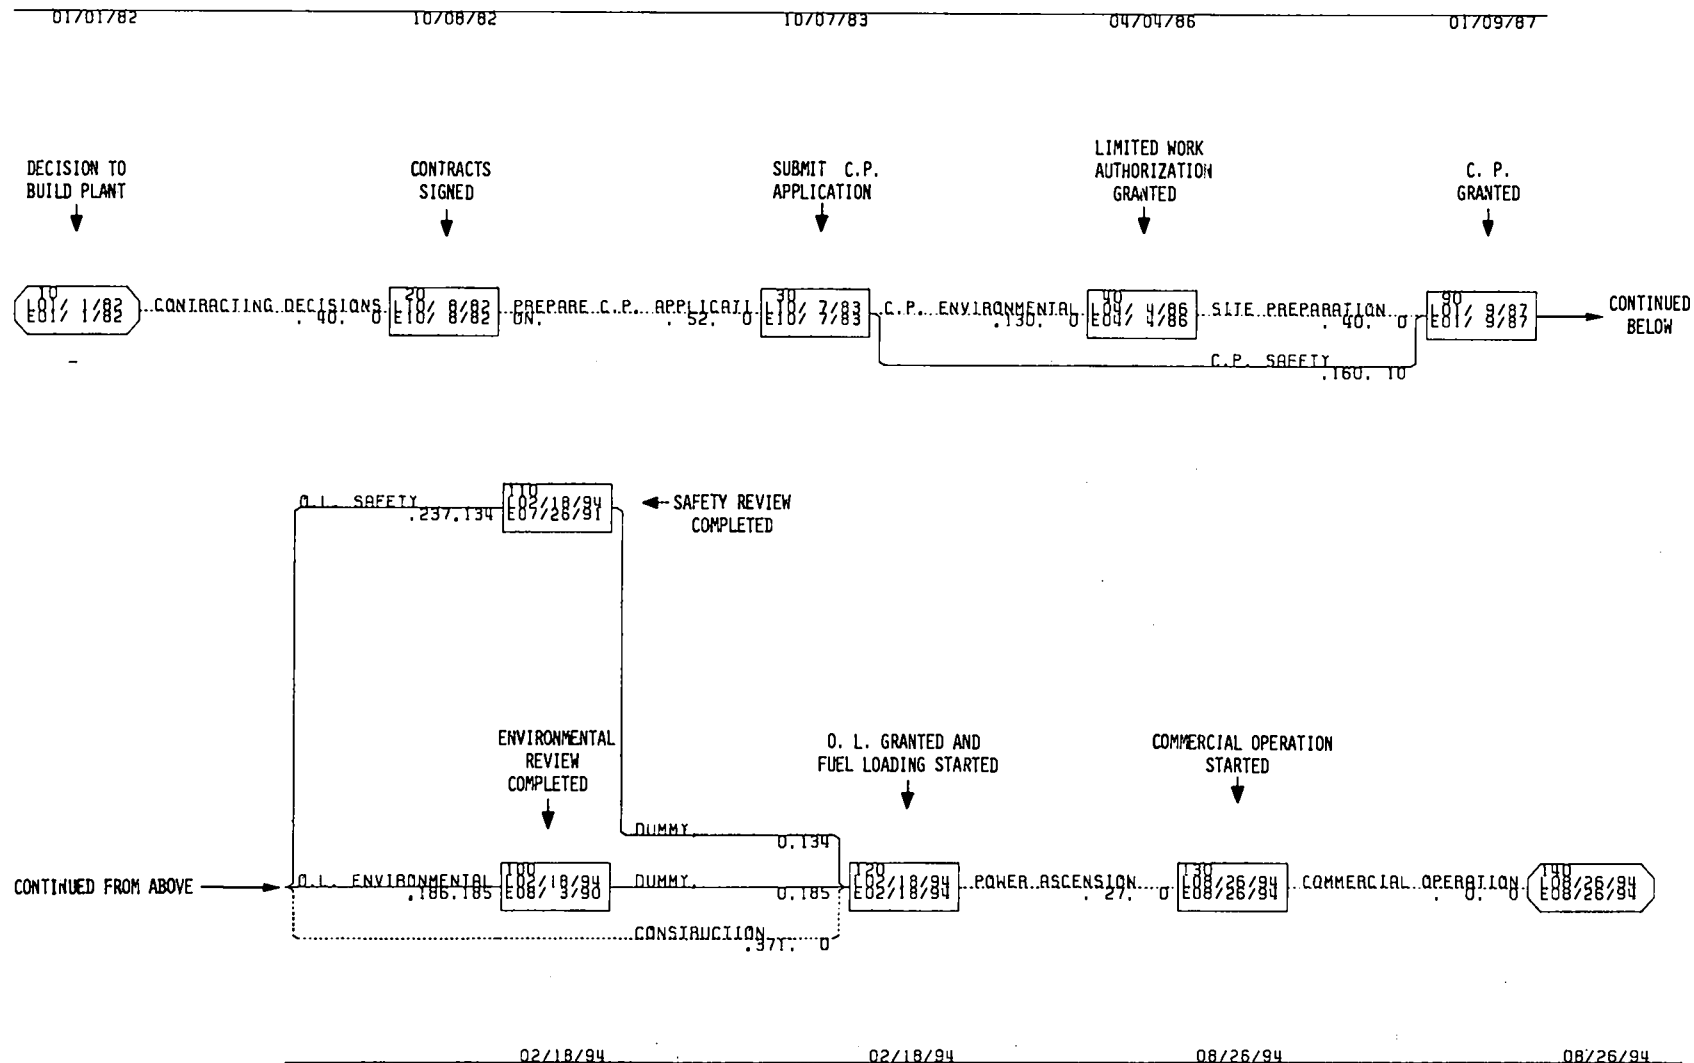 01/01/82 10/08/82 10/07/83 04/04/86 01/09/87
DECISION TO
BUILD PLANT
CONTRACTS
SIGNED
SUBMIT C.P.
APPLICATION
LIMITED WORK
AUTHORIZATION
GRANTED
C. P.
GRANTED
10
L01/ 1/82
E01/ 1/82
CONTRACTING DECISIONS
. 40. 0
20
L10/ 8/82
E10/ 8/82
PREPARE C.P. APPLICATI
ON. . 52. 0
30
L10/ 7/83
E10/ 7/83
C.P. ENVIRONMENTAL
.130. 0
40
L04/ 4/86
E04/ 4/86
SITE PREPARATION
. 40. 0
90
L01/ 9/87
E01/ 9/87
CONTINUED
BELOW
C.P. SAFETY
.160. 10
O.L. SAFETY
.237.134
110
L02/18/94
E07/26/91
SAFETY REVIEW
COMPLETED
ENVIRONMENTAL
REVIEW
COMPLETED
O. L. GRANTED AND
FUEL LOADING STARTED
COMMERCIAL OPERATION
STARTED
DUMMY
0.134
CONTINUED FROM ABOVE
O.L. ENVIRONMENTAL
.186.185
100
L02/18/94
E08/ 3/90
DUMMY.
0.185
120
L02/18/94
E02/18/94
POWER ASCENSION
. 27. 0
130
L08/26/94
E08/26/94
COMMERCIAL OPERATION
. 0. 0
140
L08/26/94
E08/26/94
CONSTRUCTION
.371. 0
02/18/94 02/18/94 08/26/94 08/26/94